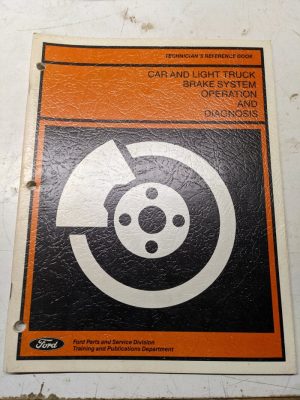 TECHNICIAN'S REFERENCE BOOK
CAR AND LIGHT TRUCK
BRAKE SYSTEM
OPERATION
AND
DIAGNOSIS
Ford
Ford Parts and Service Division
Training and Publications Department